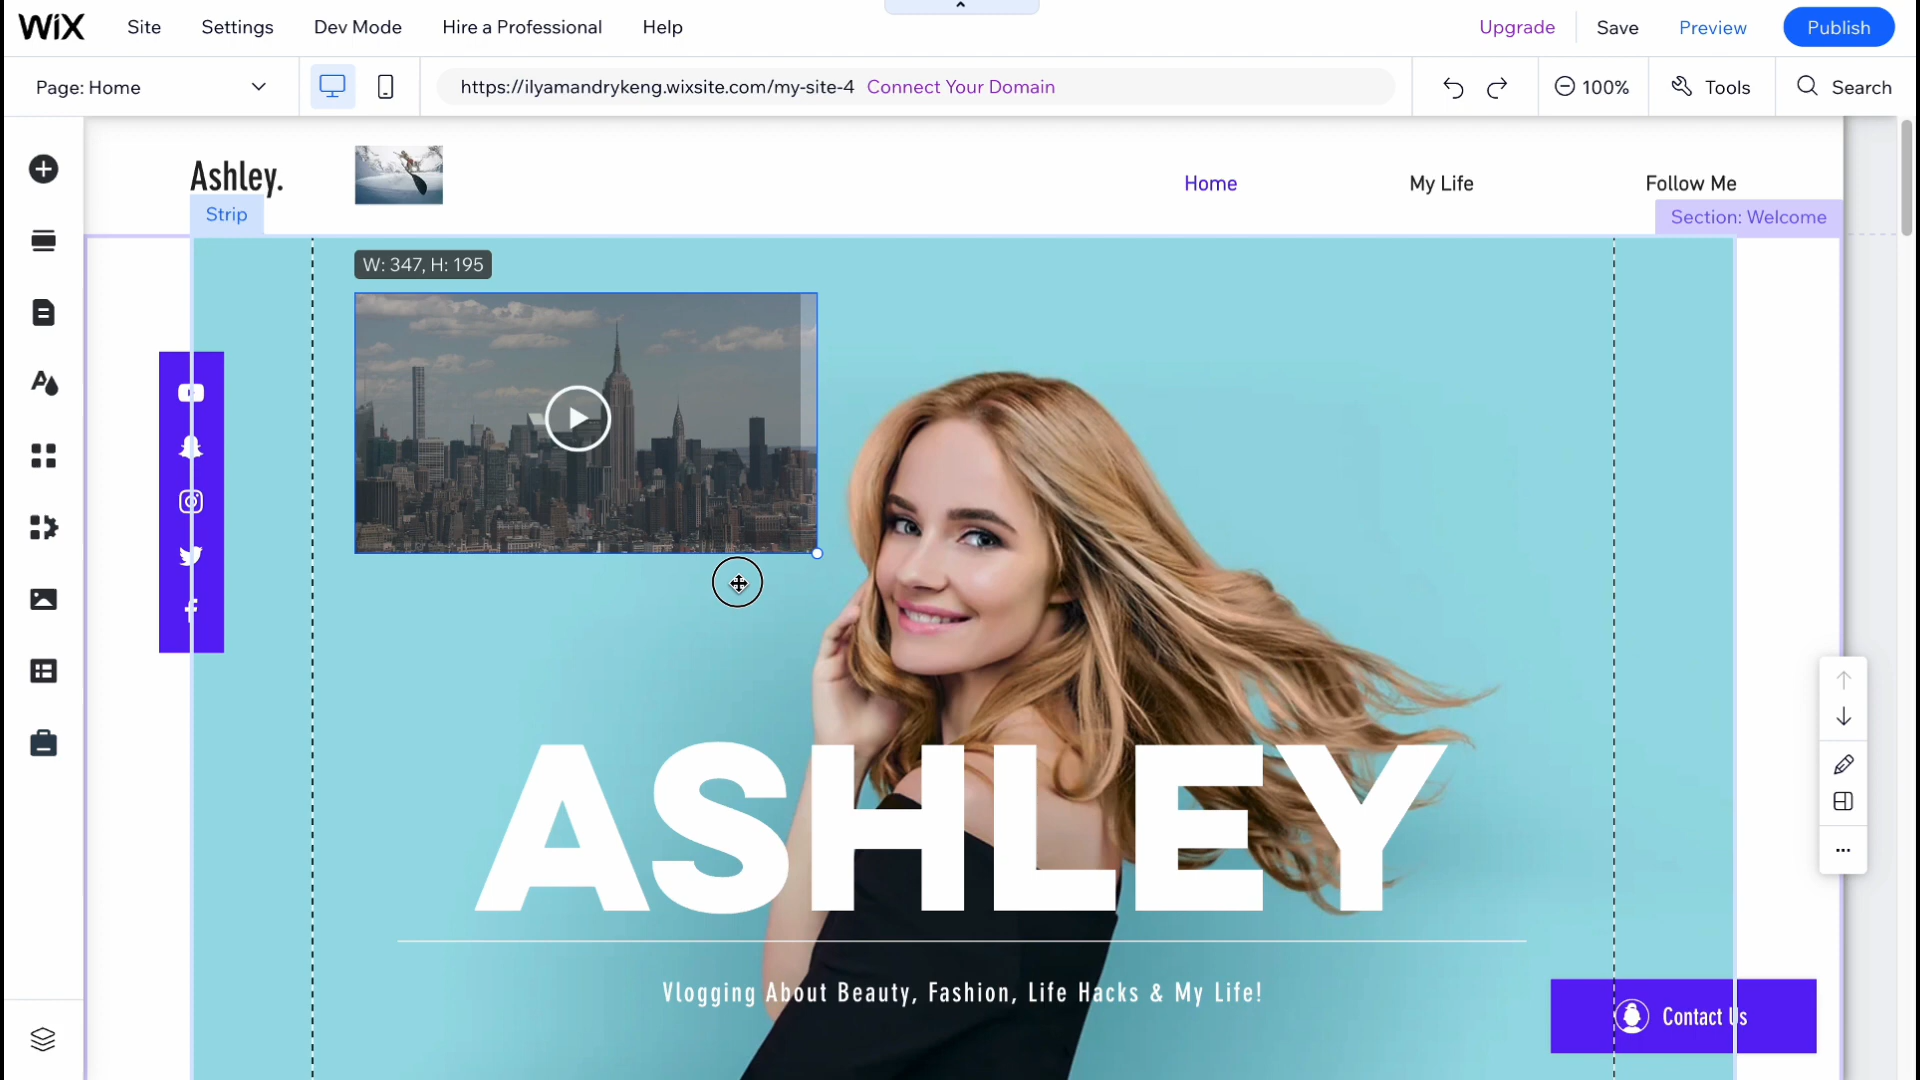 WiX
Site
Settings
Dev Mode
Hire a Professional
Help
Upgrade
Save
Preview
Publish
Page: Home
https://ilyamandrykeng.wixsite.com/my-site-4 Connect Your Domain
100%
Tools
Search
Ashley.
Home
My Life
Follow Me
Strip
Section: Welcome
W: 347, H: 195
ASHLEY
Vlogging About Beauty, Fashion, Life Hacks & My Life!
Contact Us